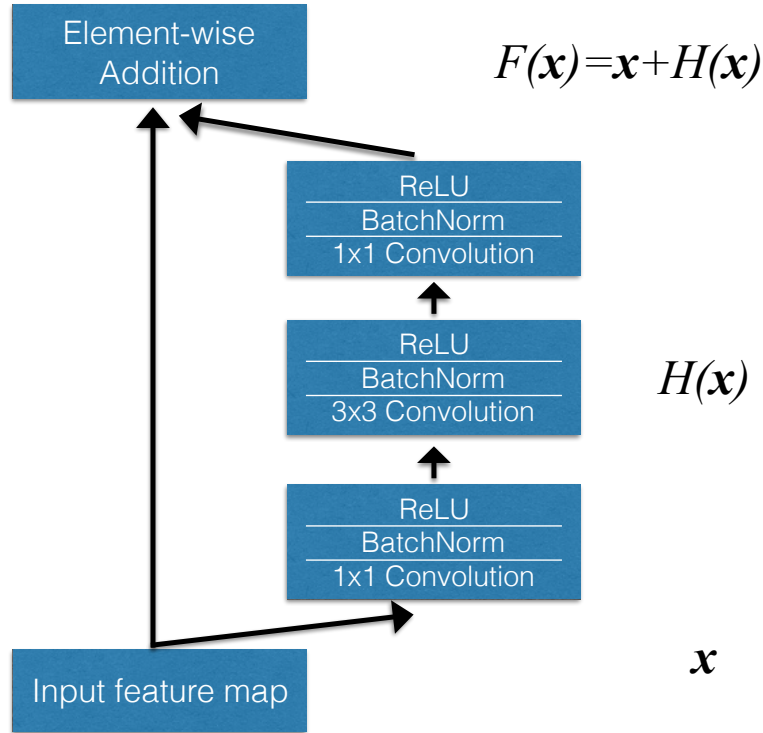 Element-wise
Addition
F(x)=x+H(x)
ReLU
BatchNorm
1x1 Convolution
ReLU
BatchNorm
3x3 Convolution
H(x)
ReLU
BatchNorm
1x1 Convolution
Input feature map
x